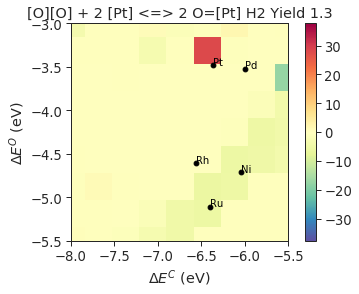 [O][O] + 2 [Pt] <=> 2 O=[Pt] H2 Yield 1.3
−3.0
−3.5
−4.0
−4.5
−5.0
−5.5
ΔE^O (eV)
Pt
Pd
Rh
Ni
Ru
−8.0 −7.5 −7.0 −6.5 −6.0 −5.5
ΔE^C (eV)
30
20
10
0
−10
−20
−30